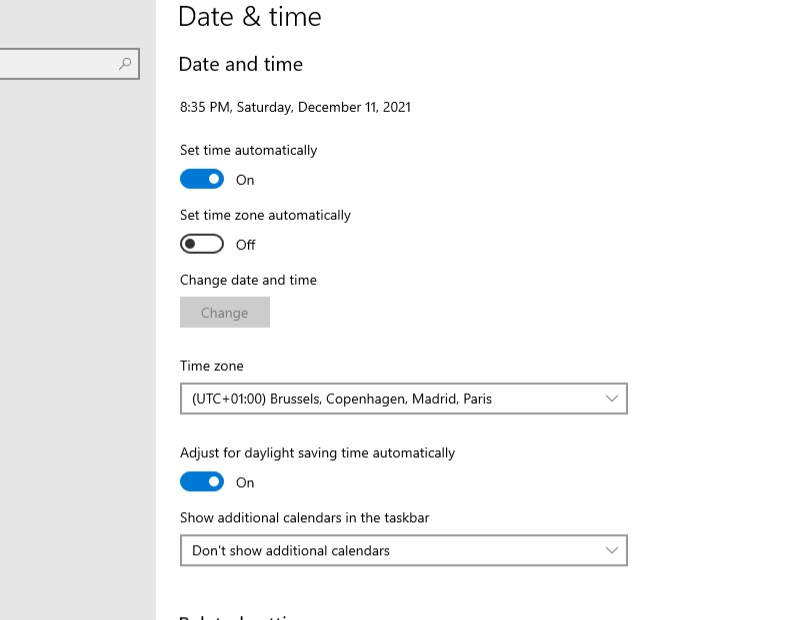 Date & time
Date and time
8:35 PM, Saturday, December 11, 2021
Set time automatically
On
Set time zone automatically
Off
Change date and time
Change
Time zone
(UTC+01:00) Brussels, Copenhagen, Madrid, Paris
Adjust for daylight saving time automatically
On
Show additional calendars in the taskbar
Don't show additional calendars